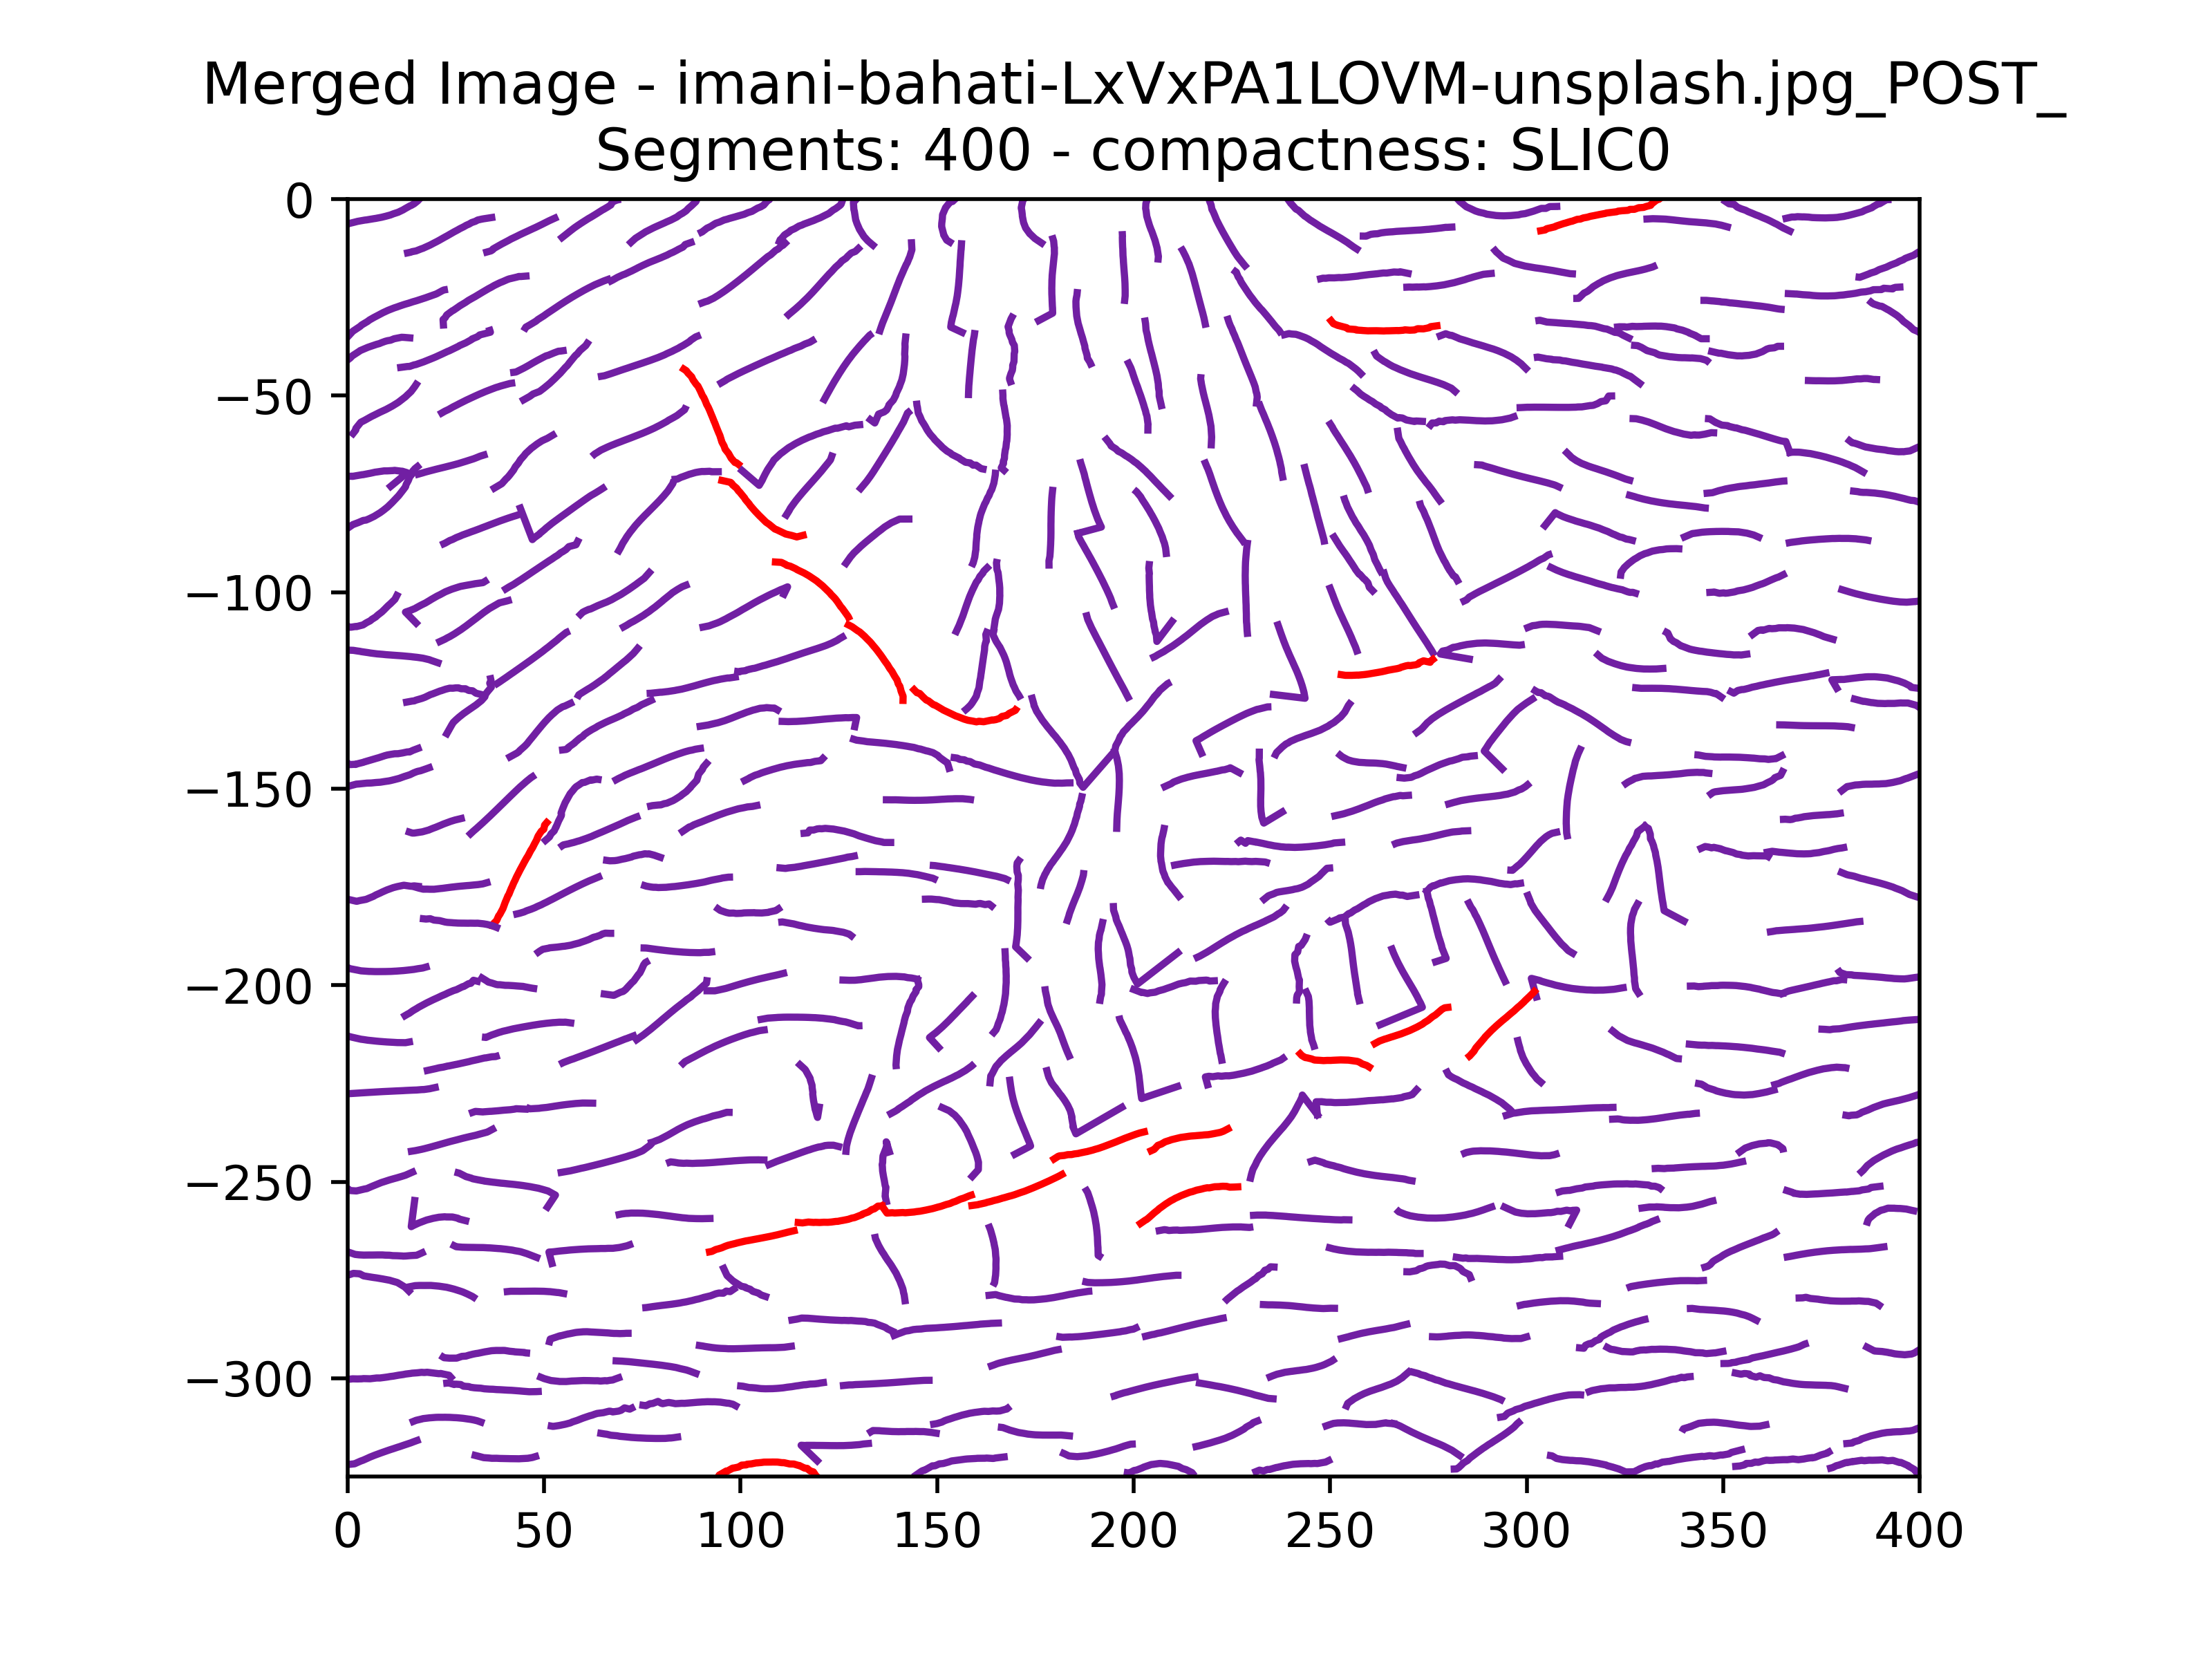 Merged Image - imani-bahati-LxVxPA1LOVM-unsplash.jpg_POST_
Segments: 400 - compactness: SLIC0
0
−50
−100
−150
−200
−250
−300
0 50 100 150 200 250 300 350 400